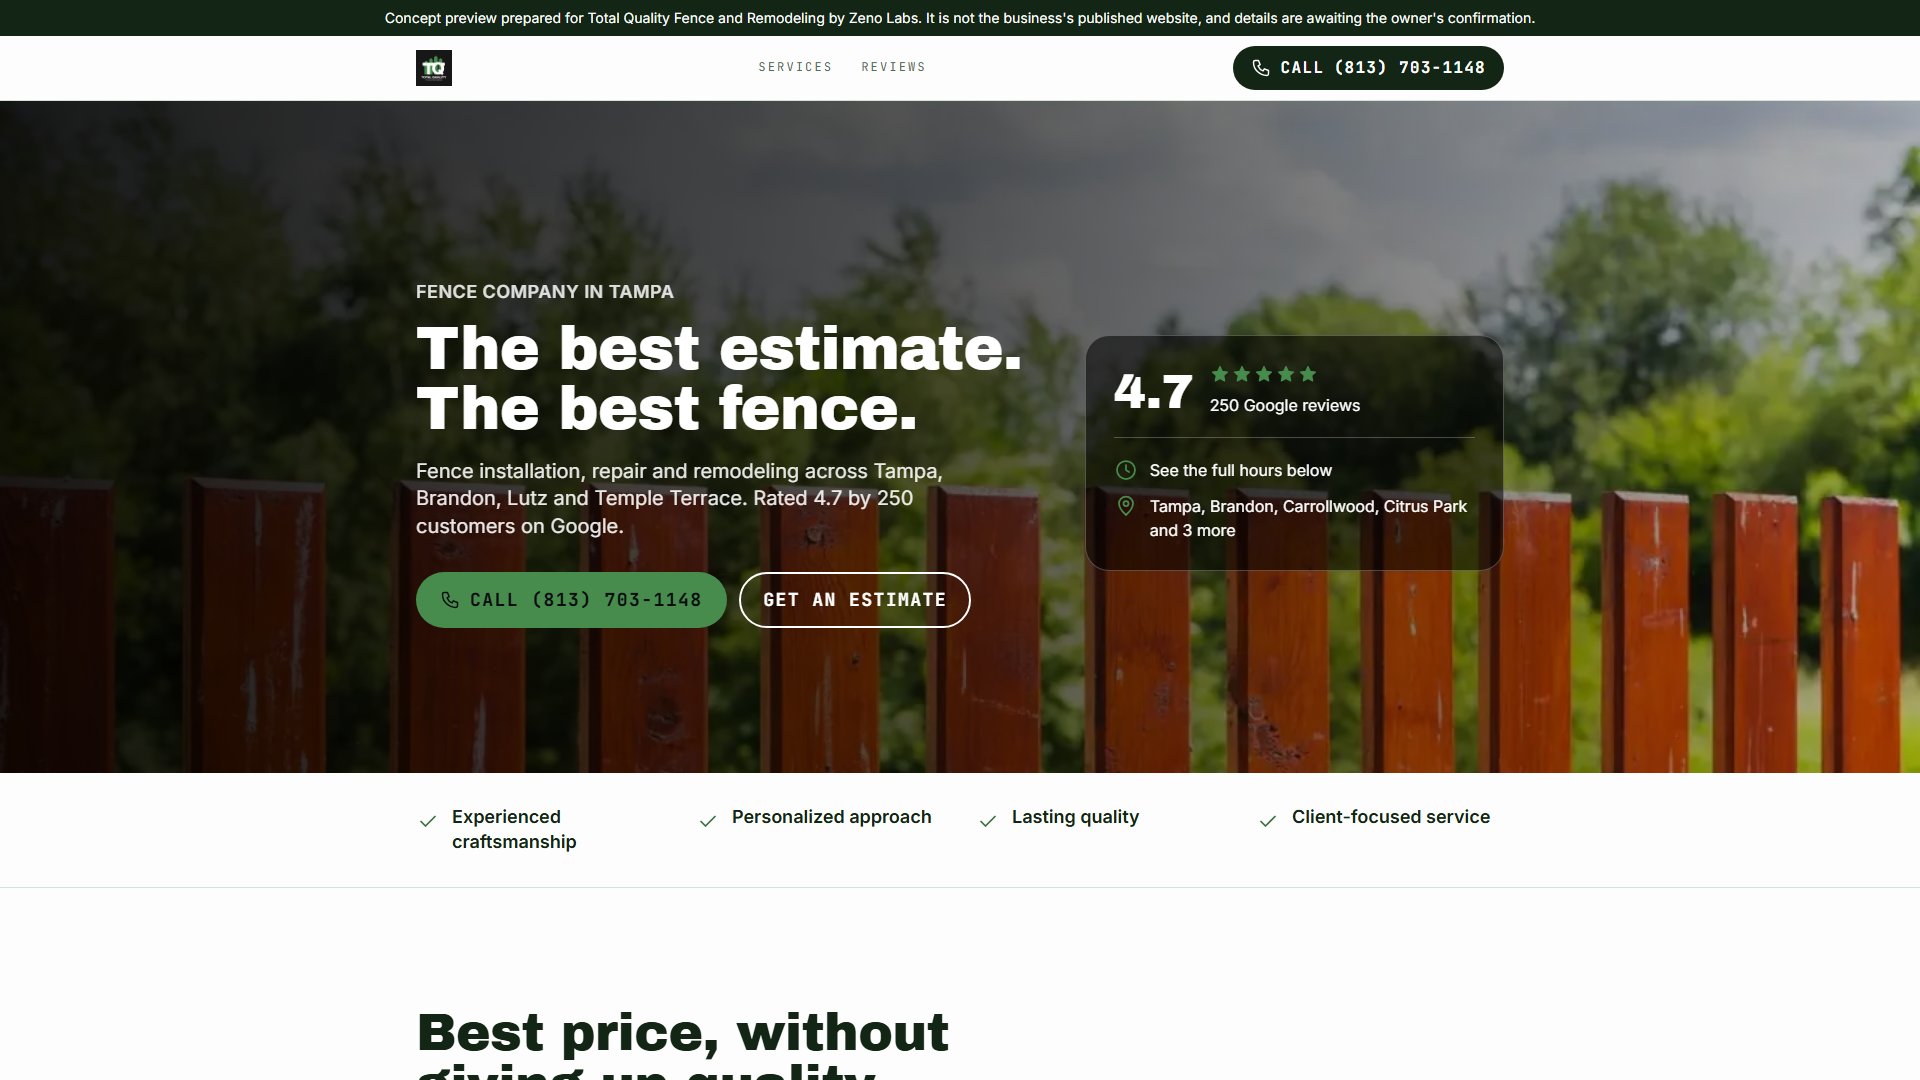 Concept preview prepared for Total Quality Fence and Remodeling by Zeno Labs. It is not the business's published website, and details are awaiting the owner's confirmation.
TQ
SERVICES
REVIEWS
CALL (813) 703-1148
FENCE COMPANY IN TAMPA
The best estimate.
The best fence.
Fence installation, repair and remodeling across Tampa,
Brandon, Lutz and Temple Terrace. Rated 4.7 by 250
customers on Google.
CALL (813) 703-1148
GET AN ESTIMATE
4.7
250 Google reviews
See the full hours below
Tampa, Brandon, Carrollwood, Citrus Park
and 3 more
Experienced
craftsmanship
Personalized approach
Lasting quality
Client-focused service
Best price, without
giving up quality